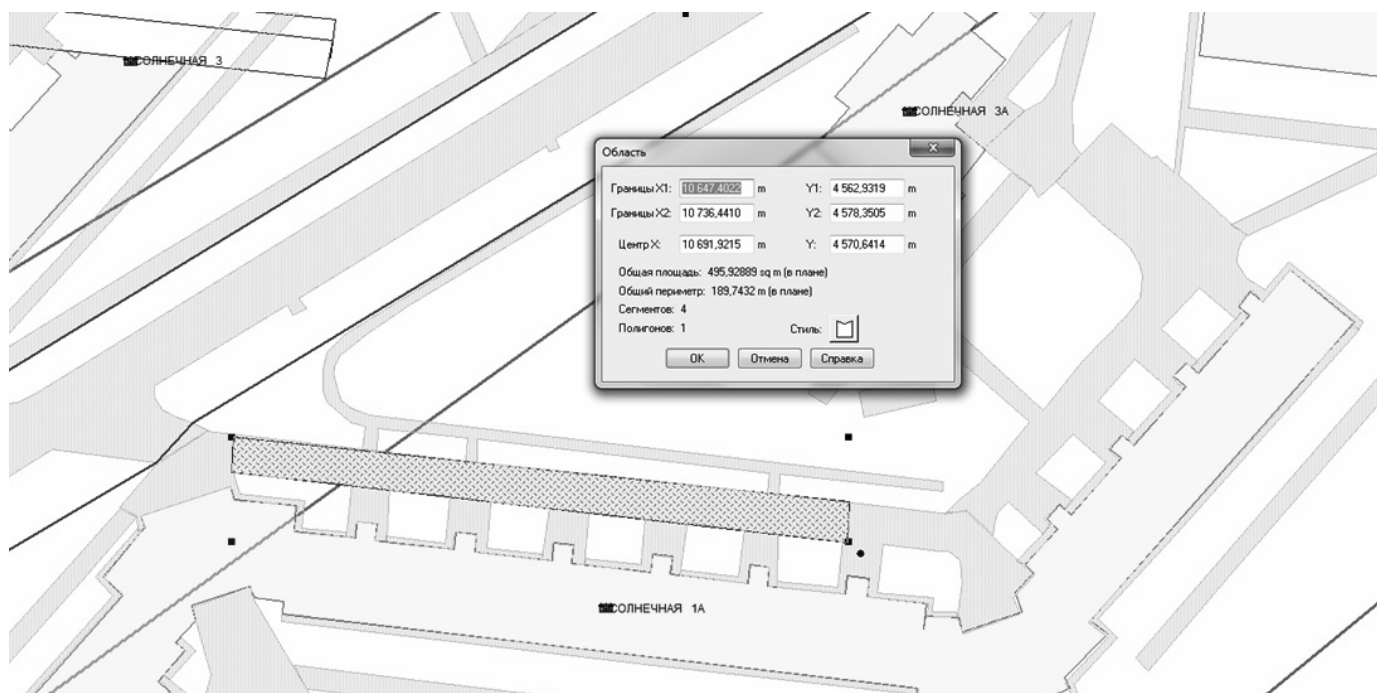 СОЛНЕЧНАЯ 3
СОЛНЕЧНАЯ 3А
Область
Границы X1: 10 647,4022 m Y1: 4 562,9319 m
Границы X2: 10 736,4410 m Y2: 4 578,3505 m
Центр X: 10 691,9215 m Y: 4 570,6414 m
Общая площадь: 495,92889 sq m (в плане)
Общий периметр: 189,7432 m (в плане)
Сегментов: 4
Полигонов: 1 Стиль:
ОК Отмена Справка
СОЛНЕЧНАЯ 1А